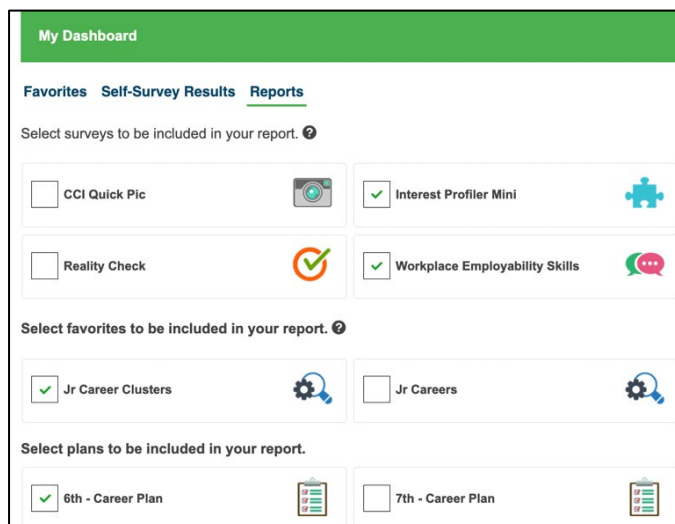 My Dashboard
Favorites Self-Survey Results Reports
Select surveys to be included in your report. ?
CCI Quick Pic
Interest Profiler Mini
Reality Check
Workplace Employability Skills
Select favorites to be included in your report. ?
Jr Career Clusters
Jr Careers
Select plans to be included in your report.
6th - Career Plan
7th - Career Plan